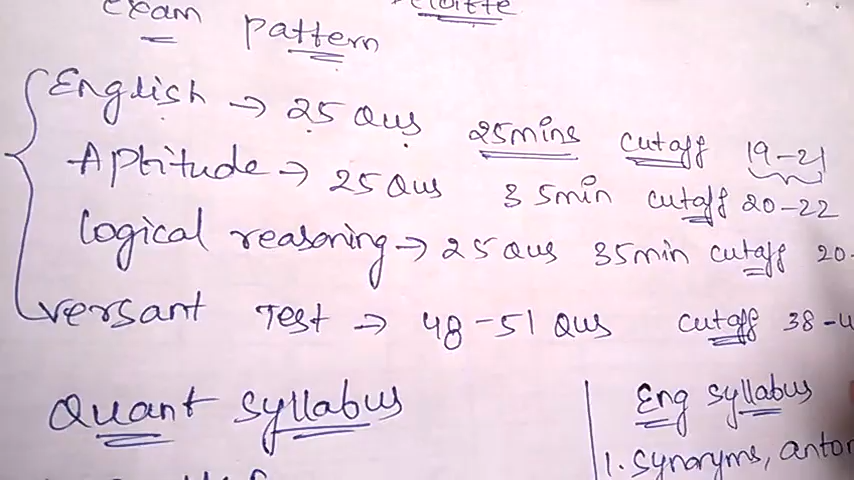 exam pattern
English → 25 Qus 25mins cutoff 19-21
Aptitude → 25 Qus 35min cutoff 20-22
Logical reasoning → 25 Qus 35min cutoff 20-
Versant Test → 48-51 Qus cutoff 38-4
Quant syllabus
Eng syllabus
1. Synonyms, anton